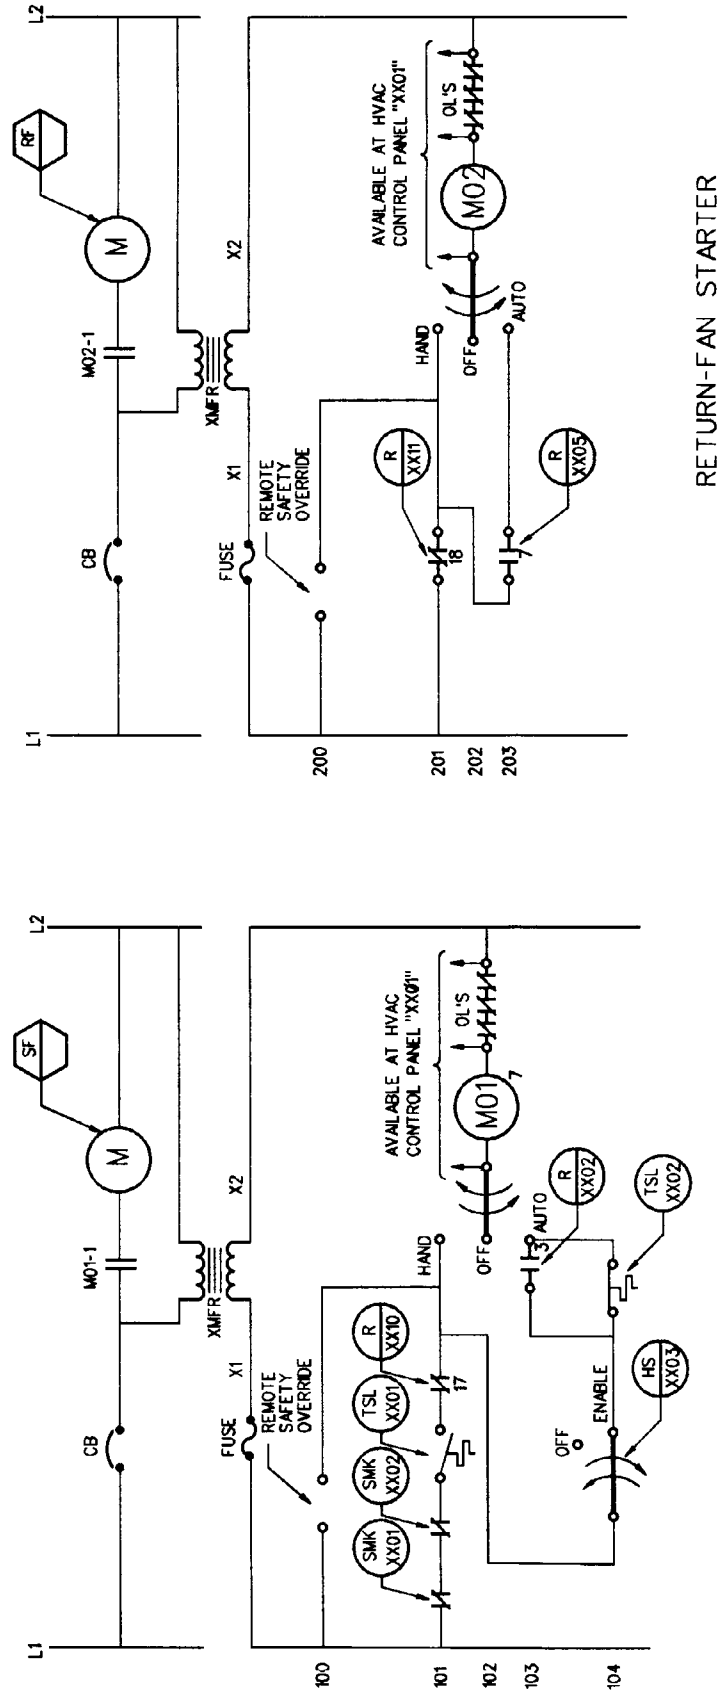 L1
L2
SF
CB
M01-1
M
XMFR
FUSE
X1
X2
REMOTE
SAFETY
OVERRIDE
100
AVAILABLE AT HVAC
CONTROL PANEL "XX01"
SMK
XX01
SMK
XX02
TSL
XX01
R
XX10
17
HAND
101
OFF
M01
7
OL'S
102
AUTO
3
R
XX02
103
OFF
ENABLE
HS
XX03
TSL
XX02
104
L1
L2
RF
CB
M02-1
M
XMFR
FUSE
X1
X2
REMOTE
SAFETY
OVERRIDE
200
AVAILABLE AT HVAC
CONTROL PANEL "XX01"
R
XX11
18
HAND
201
OFF
M02
OL'S
202
AUTO
7
R
XX05
203
RETURN-FAN STARTER